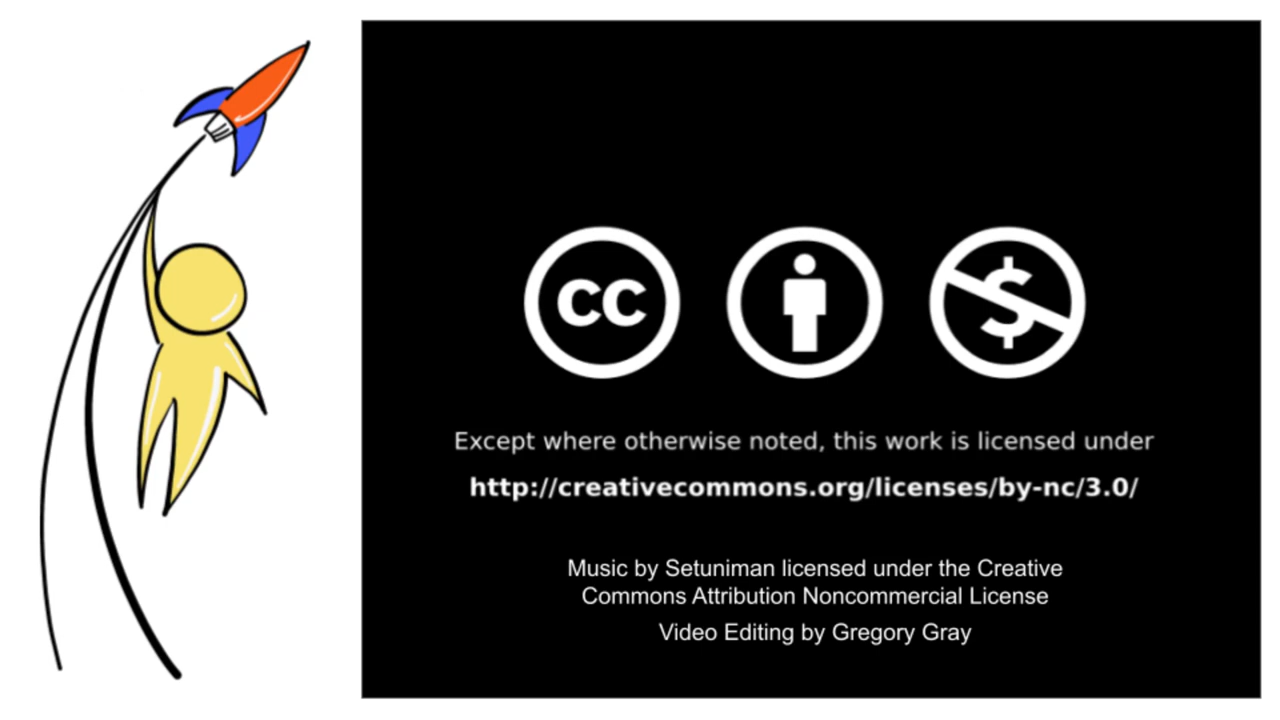 Except where otherwise noted, this work is licensed under
http://creativecommons.org/licenses/by-nc/3.0/
Music by Setuniman licensed under the Creative
Commons Attribution Noncommercial License
Video Editing by Gregory Gray